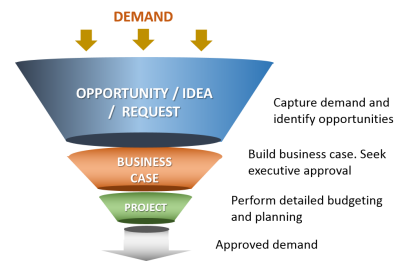 DEMAND
OPPORTUNITY / IDEA
/ REQUEST
Capture demand and
identify opportunities
BUSINESS
CASE
Build business case. Seek
executive approval
PROJECT
Perform detailed budgeting
and planning
Approved demand